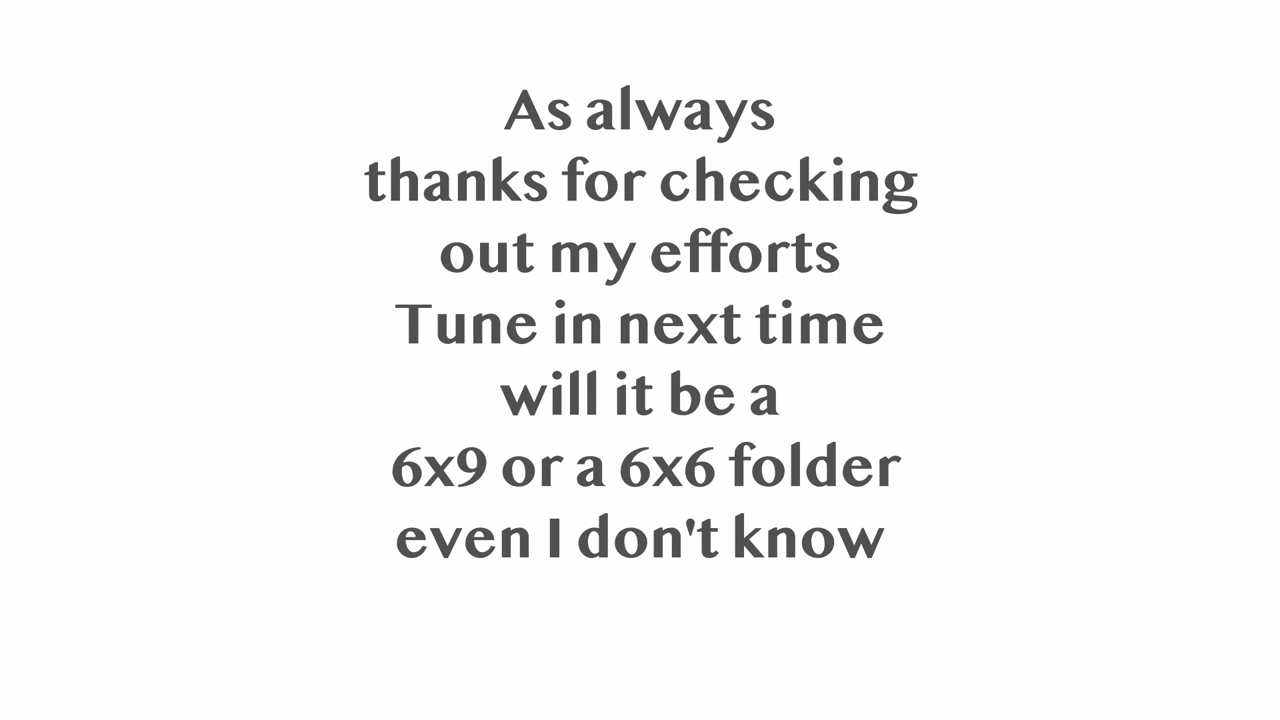 As always
thanks for checking
out my efforts
Tune in next time
will it be a
6x9 or a 6x6 folder
even I don't know